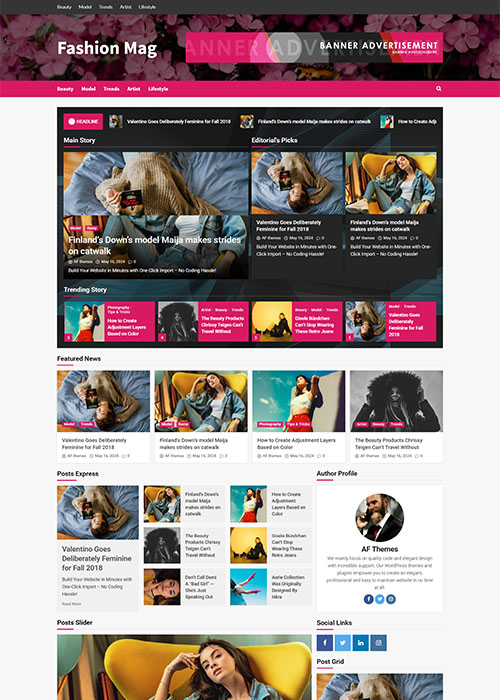 Beauty Model Trends Artist Lifestyle
Fashion Mag
BANNER ADVERTISEMENT
BANNER ADVERTISEMENT
BANNER ADVERTISEMENT
Beauty Model Trends Artist Lifestyle
HEADLINE
Valentino Goes Deliberately Feminine for Fall 2018
Finland's Down's model Maija makes strides on catwalk
How to Create Adju
Main Story
Model Beauty
Finland's Down's model Maija makes strides
on catwalk
AF themes May 16, 2024 0
Build Your Website in Minutes with One-Click Import – No Coding Hassle!
Editorial's Picks
Valentino Goes Deliberately
Feminine for Fall 2018
AF themes May 16, 2024 0
Build Your Website in Minutes with One-
Click Import – No Coding Hassle!
Finland's Down's model Maija
makes strides on catwalk
AF themes May 16, 2024 0
Build Your Website in Minutes with One-
Click Import – No Coding Hassle!
Trending Story
3
Photography
Tips & Tricks
How to Create
Adjustment Layers
Based on Color
4
Artist Beauty Trends
The Beauty Products
Chrissy Teigen Can't
Travel Without
5
Beauty Model Trends
Gisele Bündchen
Can't Stop Wearing
These Retro Jeans
1
Model Trends
Valentino Goes
Deliberately
Feminine for Fall
2018
Featured News
Model Trends
Valentino Goes Deliberately
Feminine for Fall 2018
AF themes May 16, 2024 0
Model Beauty
Finland's Down's model Maija
makes strides on catwalk
AF themes May 16, 2024 0
Photography Tips & Tricks
How to Create Adjustment Layers
Based on Color
AF themes May 16, 2024 0
Artist Beauty Trends
The Beauty Products Chrissy
Teigen Can't Travel Without
AF themes May 16, 2024 0
Posts Express
Valentino Goes
Deliberately Feminine
for Fall 2018
Build Your Website in Minutes with
One-Click Import – No Coding
Hassle!
Read More
Finland's Down's
model Maija
makes strides on
catwalk
How to Create
Adjustment
Layers Based on
Color
The Beauty
Products Chrissy
Teigen Can't
Travel Without
Gisele Bündchen
Can't Stop
Wearing These
Retro Jeans
Don't Call Demi
A "Bad Girl" —
She's Just
Speaking Out
Aerie Collection
Was Originally
Designed By
Iskra
Author Profile
AF Themes
We mainly focus on quality code and elegant design
with incredible support. Our WordPress themes and
plugins empower you to create an elegant,
professional and easy to maintain website in no time
at all.
Posts Slider
Social Links
Post Grid